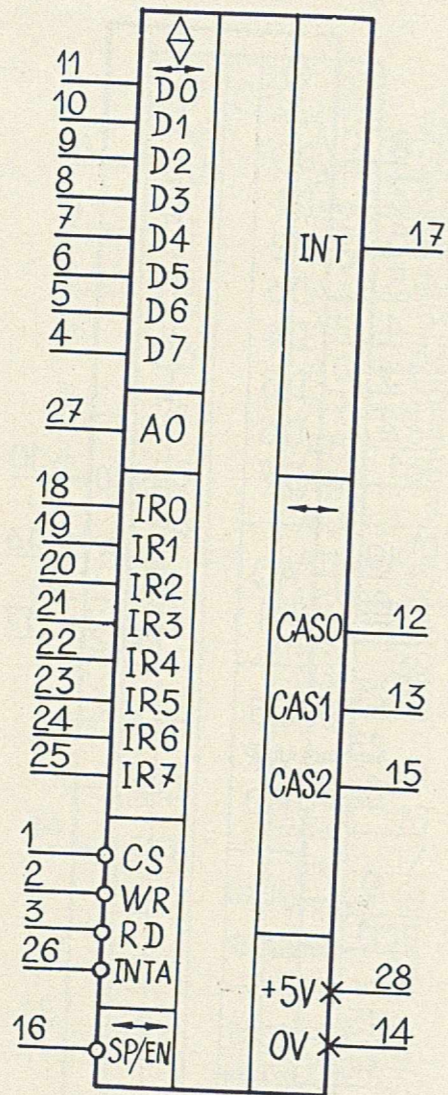 11 D0
10 D1
9 D2
8 D3
7 D4
6 D5
5 D6
4 D7
27 A0
18 IR0
19 IR1
20 IR2
21 IR3
22 IR4
23 IR5
24 IR6
25 IR7
1 CS
2 WR
3 RD
26 INTA
16 SP/EN
INT 17
CAS0 12
CAS1 13
CAS2 15
+5V 28
0V 14